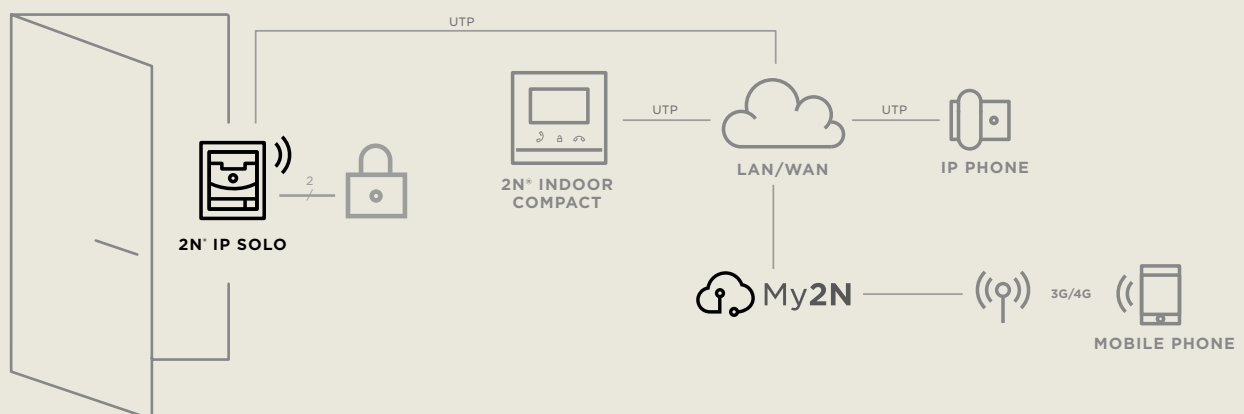 UTP
UTP
UTP
LAN/WAN
IP PHONE
2N® INDOOR
COMPACT
2
2N® IP SOLO
My2N
3G/4G
MOBILE PHONE